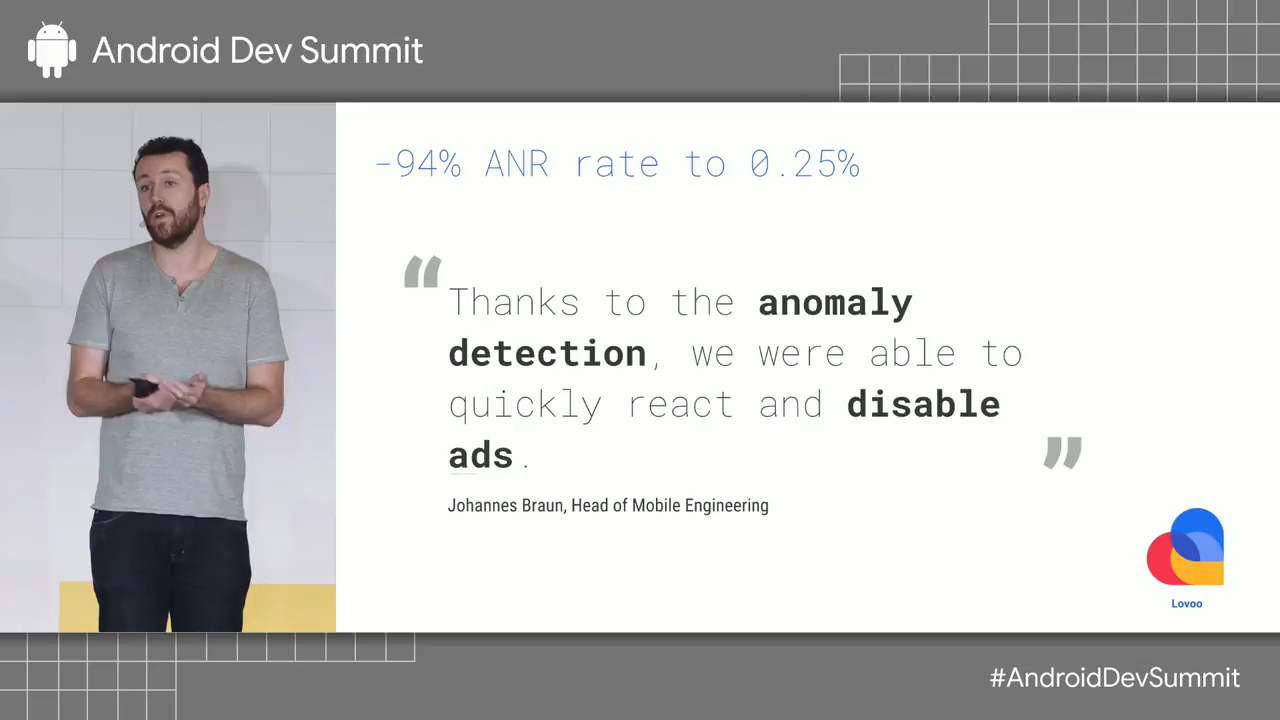 Android Dev Summit
-94% ANR rate to 0.25%
“Thanks to the anomaly
detection, we were able to
quickly react and disable
ads.”
Johannes Braun, Head of Mobile Engineering
Lovoo
#AndroidDevSummit